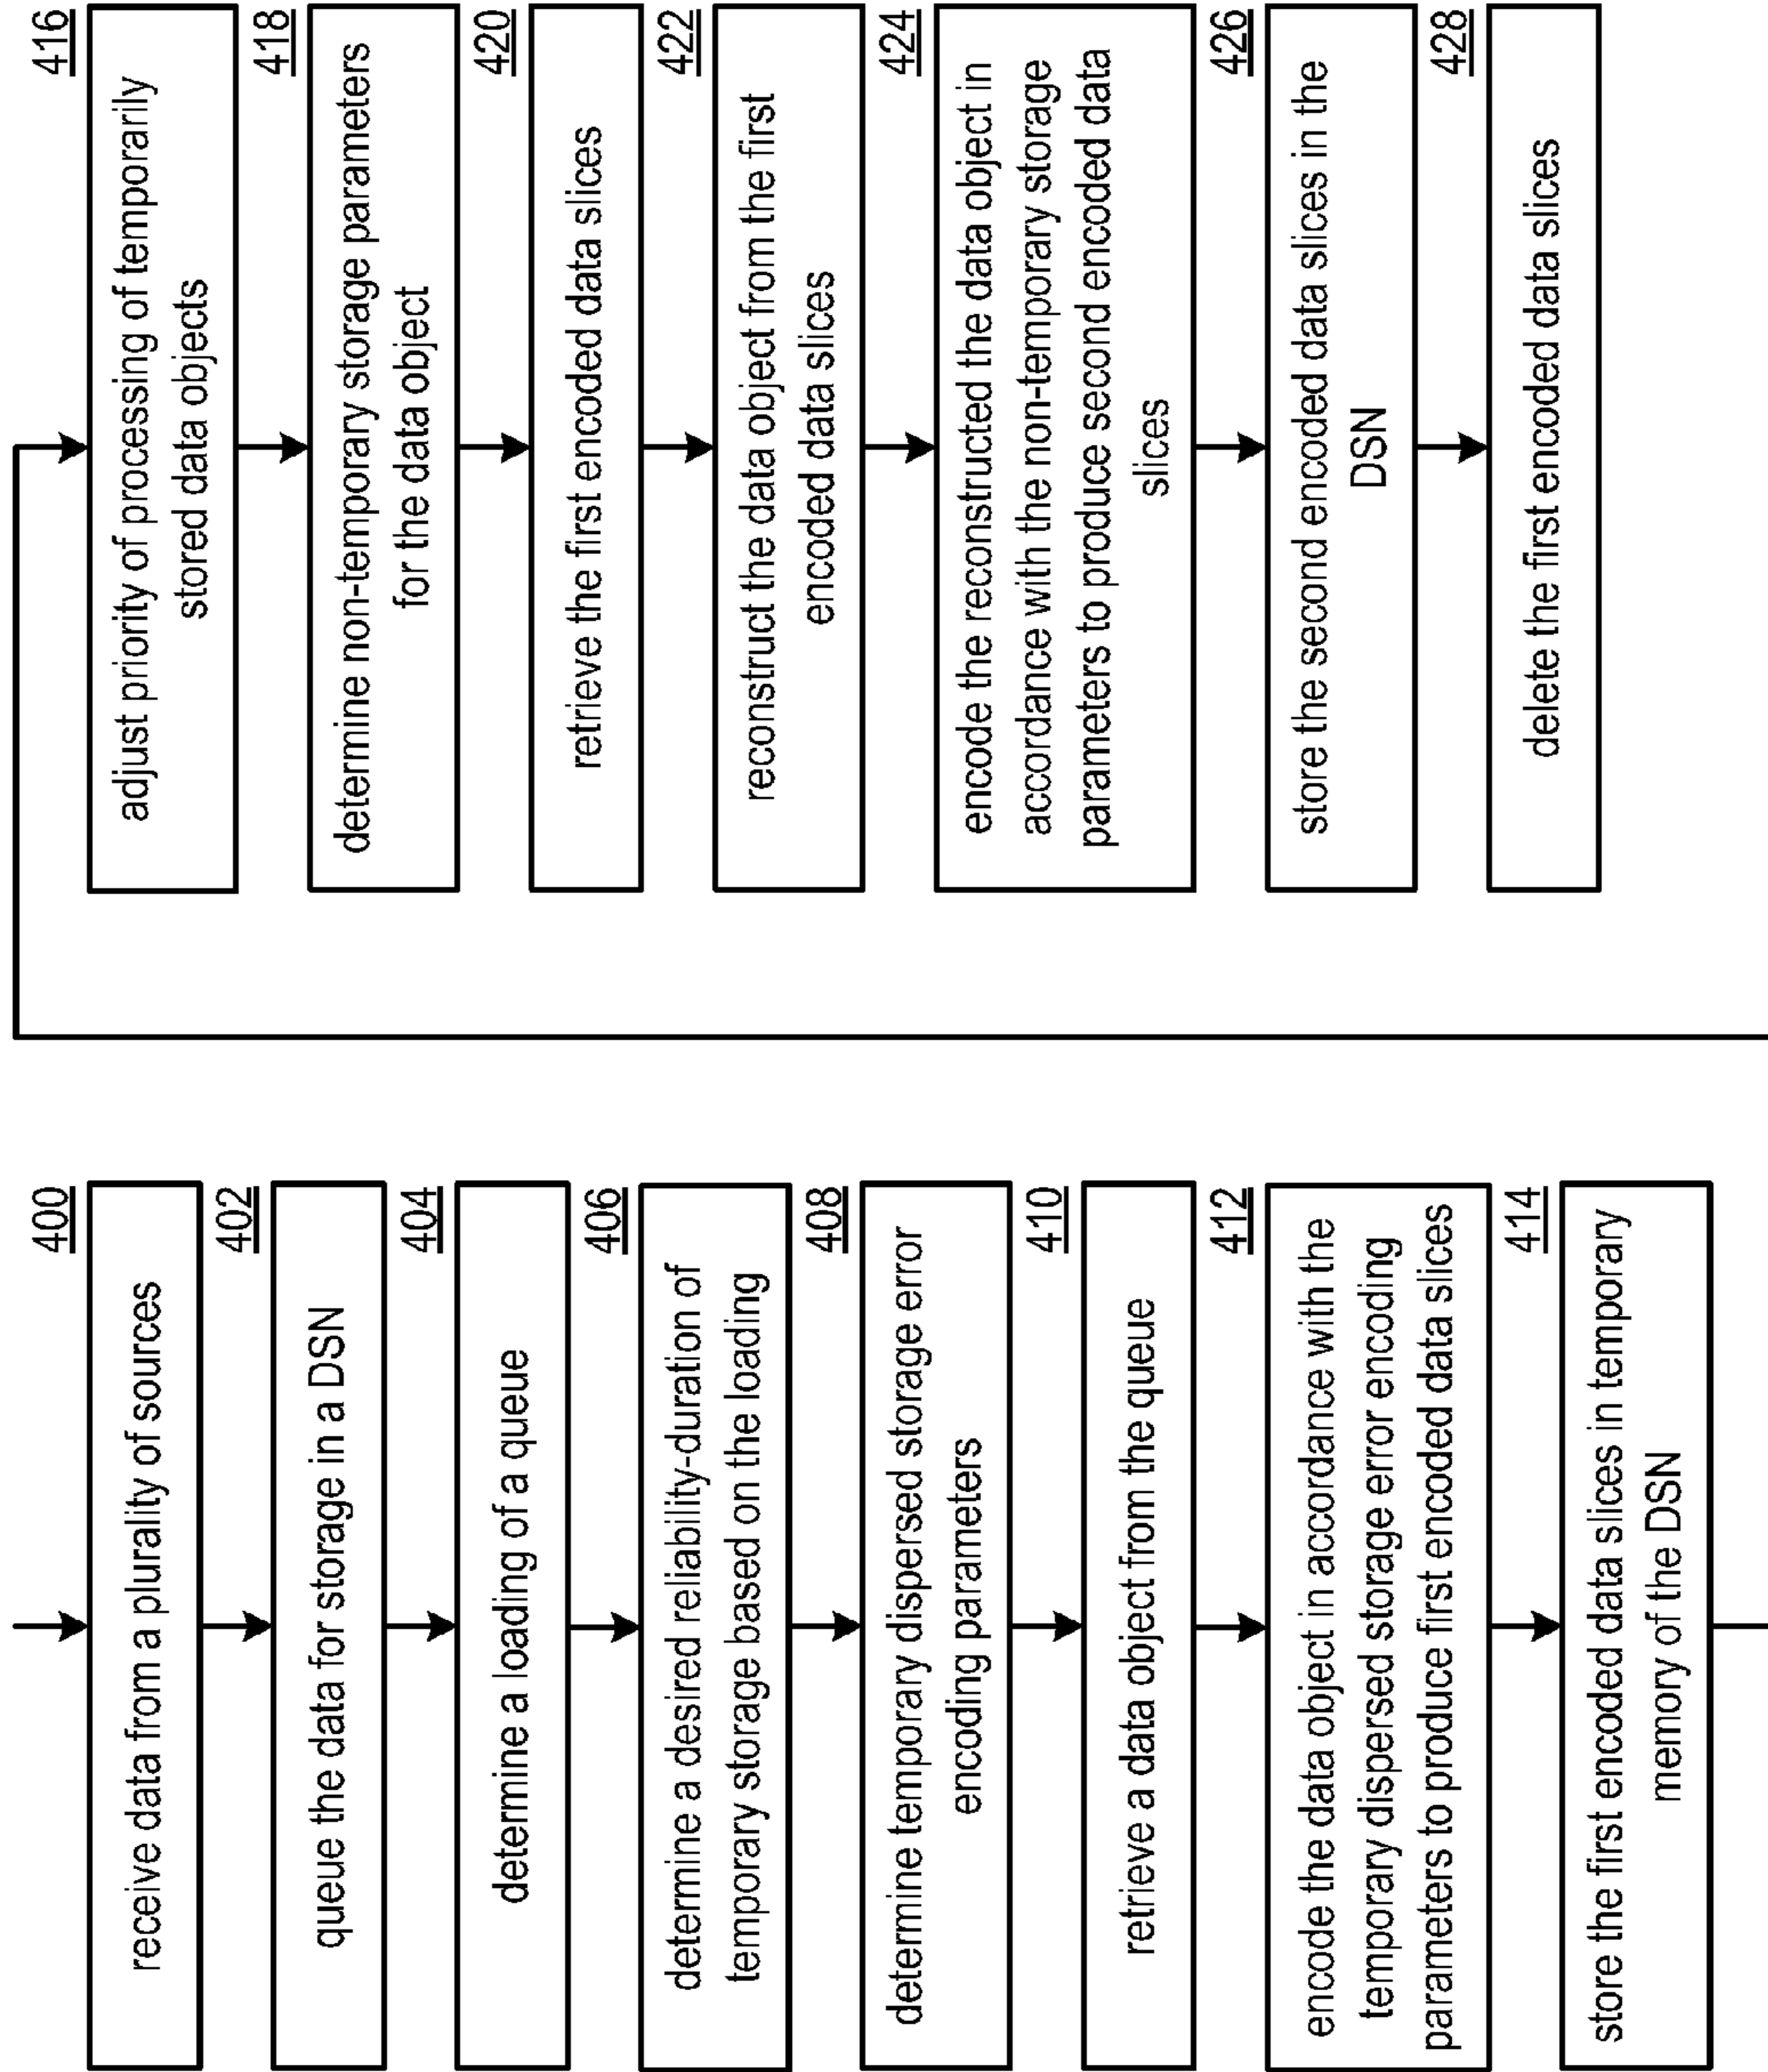 400
receive data from a plurality of sources
402
queue the data for storage in a DSN
404
determine a loading of a queue
406
determine a desired reliability-duration of
temporary storage based on the loading
408
determine temporary dispersed storage error
encoding parameters
410
retrieve a data object from the queue
412
encode the data object in accordance with the
temporary dispersed storage error encoding
parameters to produce first encoded data slices
414
store the first encoded data slices in temporary
memory of the DSN
416
adjust priority of processing of temporarily
stored data objects
418
determine non-temporary storage parameters
for the data object
420
retrieve the first encoded data slices
422
reconstruct the data object from the first
encoded data slices
424
encode the reconstructed the data object in
accordance with the non-temporary storage
parameters to produce second encoded data
slices
426
store the second encoded data slices in the
DSN
428
delete the first encoded data slices